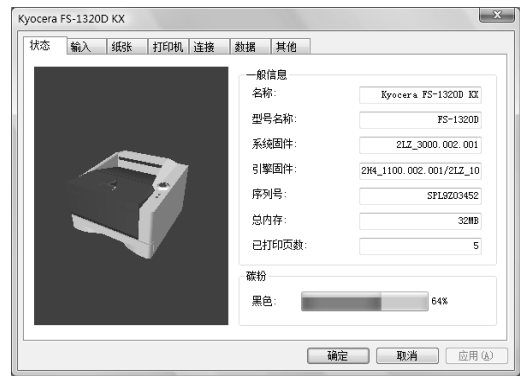 Kyocera FS-1320D KX
状态 输入 纸张 打印机 连接 数据 其他
一般信息
名称: Kyocera FS-1320D KX
型号名称: FS-1320D
系统固件: 2LZ_3000.002.001
引擎固件: 2H4_1100.002.001/2LZ_10
序列号: SPL9Z03452
总内存: 32MB
已打印页数: 5
碳粉
黑色: 64%
确定 取消 应用(A)